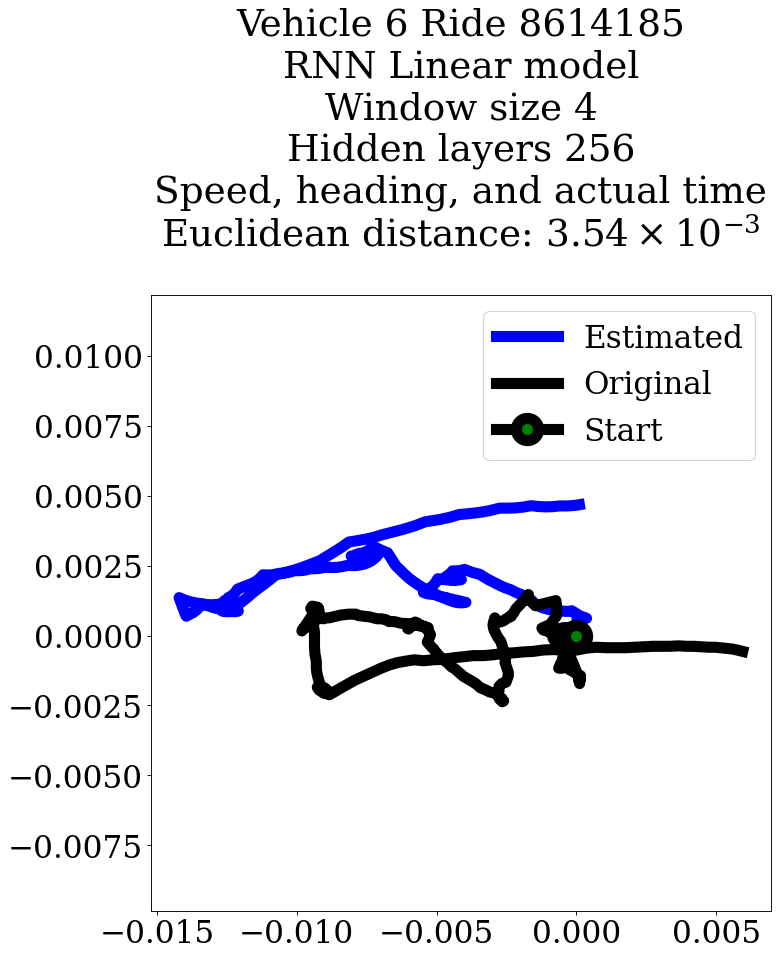 Vehicle 6 Ride 8614185
RNN Linear model
Window size 4
Hidden layers 256
Speed, heading, and actual time
Euclidean distance: 3.54 × 10⁻³
Estimated
Original
Start
0.0100
0.0075
0.0050
0.0025
0.0000
−0.0025
−0.0050
−0.0075
−0.015 −0.010 −0.005 0.000 0.005